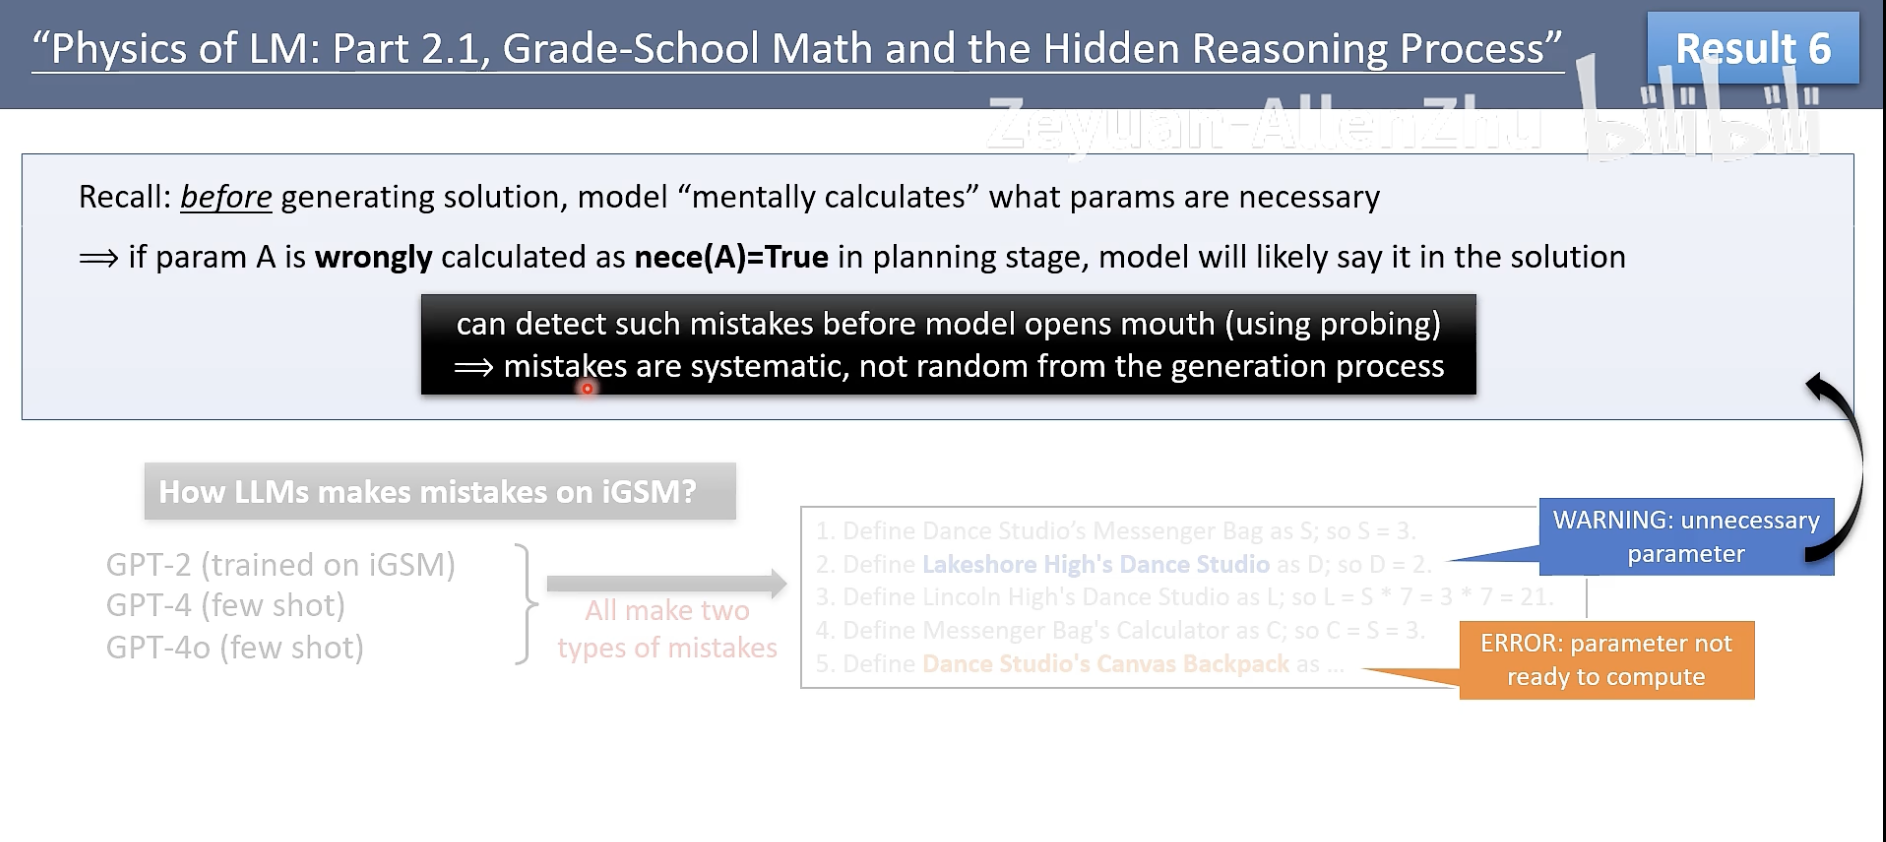 “Physics of LM: Part 2.1, Grade-School Math and the Hidden Reasoning Process”
Result 6
Zeyuan-AllenZhu
bilibili
Recall: before generating solution, model “mentally calculates” what params are necessary
⟹ if param A is wrongly calculated as nece(A)=True in planning stage, model will likely say it in the solution
can detect such mistakes before model opens mouth (using probing)
⟹ mistakes are systematic, not random from the generation process
How LLMs makes mistakes on iGSM?
GPT-2 (trained on iGSM)
GPT-4 (few shot)
GPT-4o (few shot)
All make two
types of mistakes
1. Define Dance Studio’s Messenger Bag as S; so S = 3.
2. Define Lakeshore High's Dance Studio as D; so D = 2.
3. Define Lincoln High's Dance Studio as L; so L = S * 7 = 3 * 7 = 21.
4. Define Messenger Bag's Calculator as C; so C = S = 3.
5. Define Dance Studio's Canvas Backpack as ...
WARNING: unnecessary
parameter
ERROR: parameter not
ready to compute